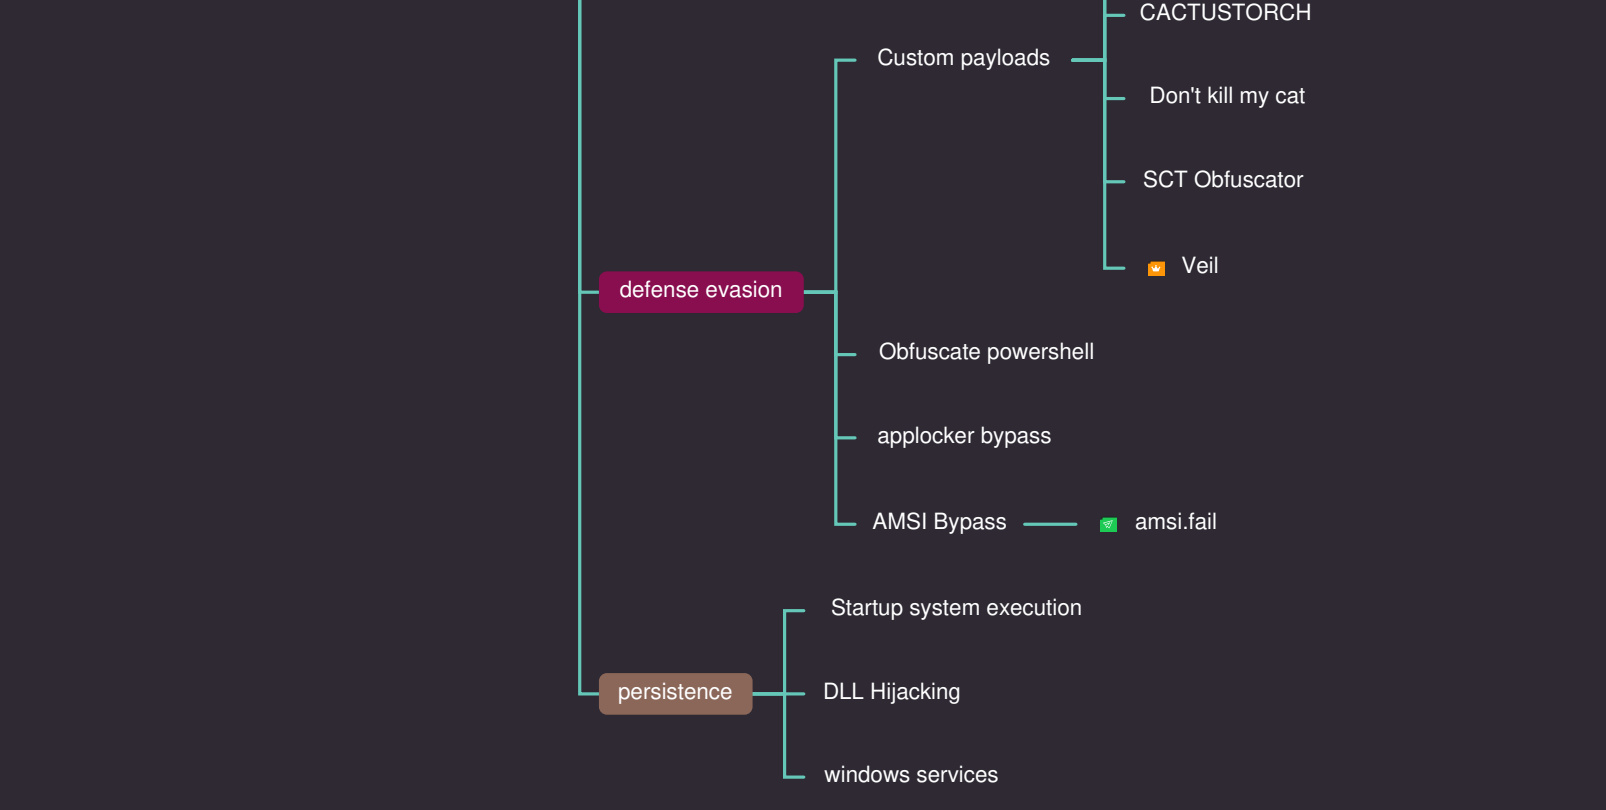 CACTUSTORCH
Custom payloads
Don't kill my cat
SCT Obfuscator
Veil
defense evasion
Obfuscate powershell
applocker bypass
AMSI Bypass
amsi.fail
Startup system execution
persistence
DLL Hijacking
windows services